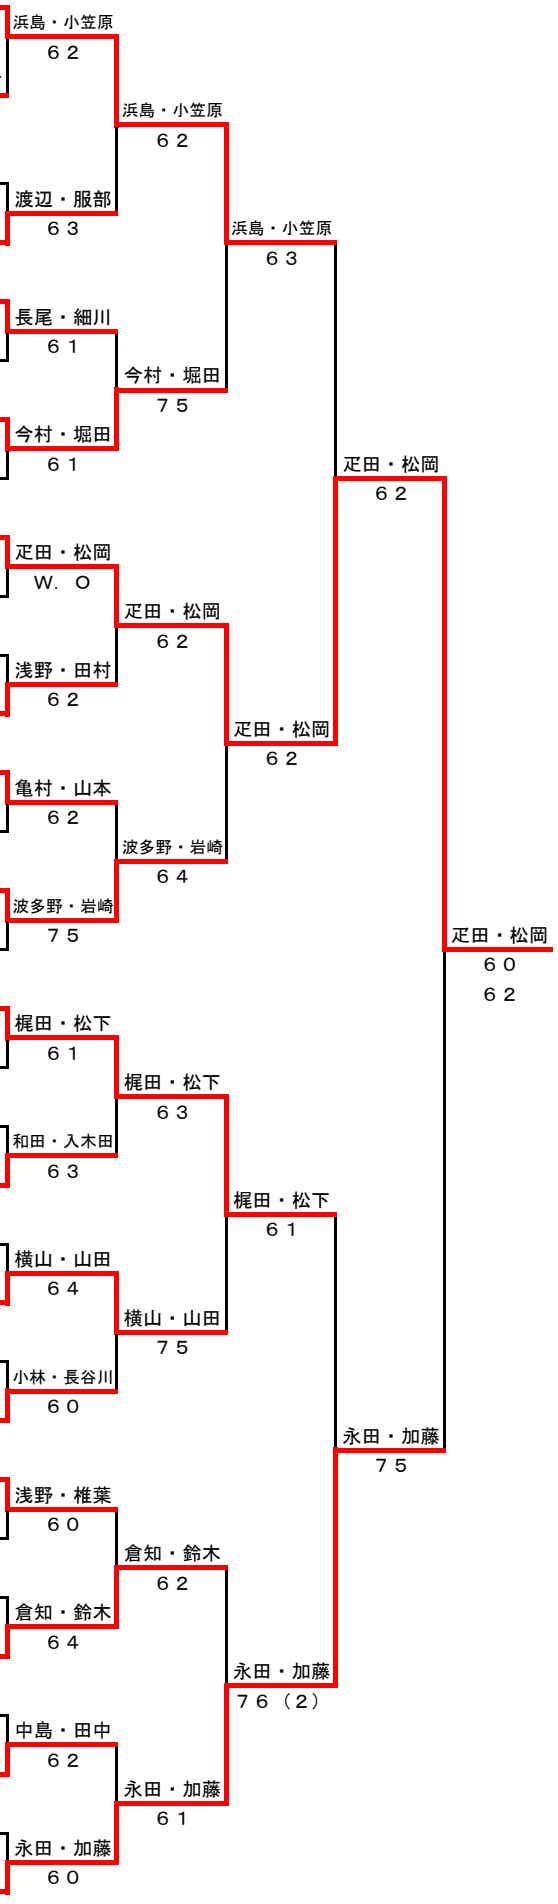 浜島・小笠原
６２
浜島・小笠原
６２
渡辺・服部
６３
浜島・小笠原
６３
長尾・細川
６１
今村・堀田
７５
今村・堀田
６１
疋田・松岡
６２
疋田・松岡
Ｗ．Ｏ
疋田・松岡
６２
浅野・田村
６２
疋田・松岡
６２
亀村・山本
６２
波多野・岩崎
６４
波多野・岩崎
７５
疋田・松岡
６０
６２
梶田・松下
６１
梶田・松下
６３
和田・入木田
６３
梶田・松下
６１
横山・山田
６４
横山・山田
７５
小林・長谷川
６０
永田・加藤
７５
浅野・椎葉
６０
倉知・鈴木
６２
倉知・鈴木
６４
永田・加藤
７６（２）
中島・田中
６２
永田・加藤
６１
永田・加藤
６０